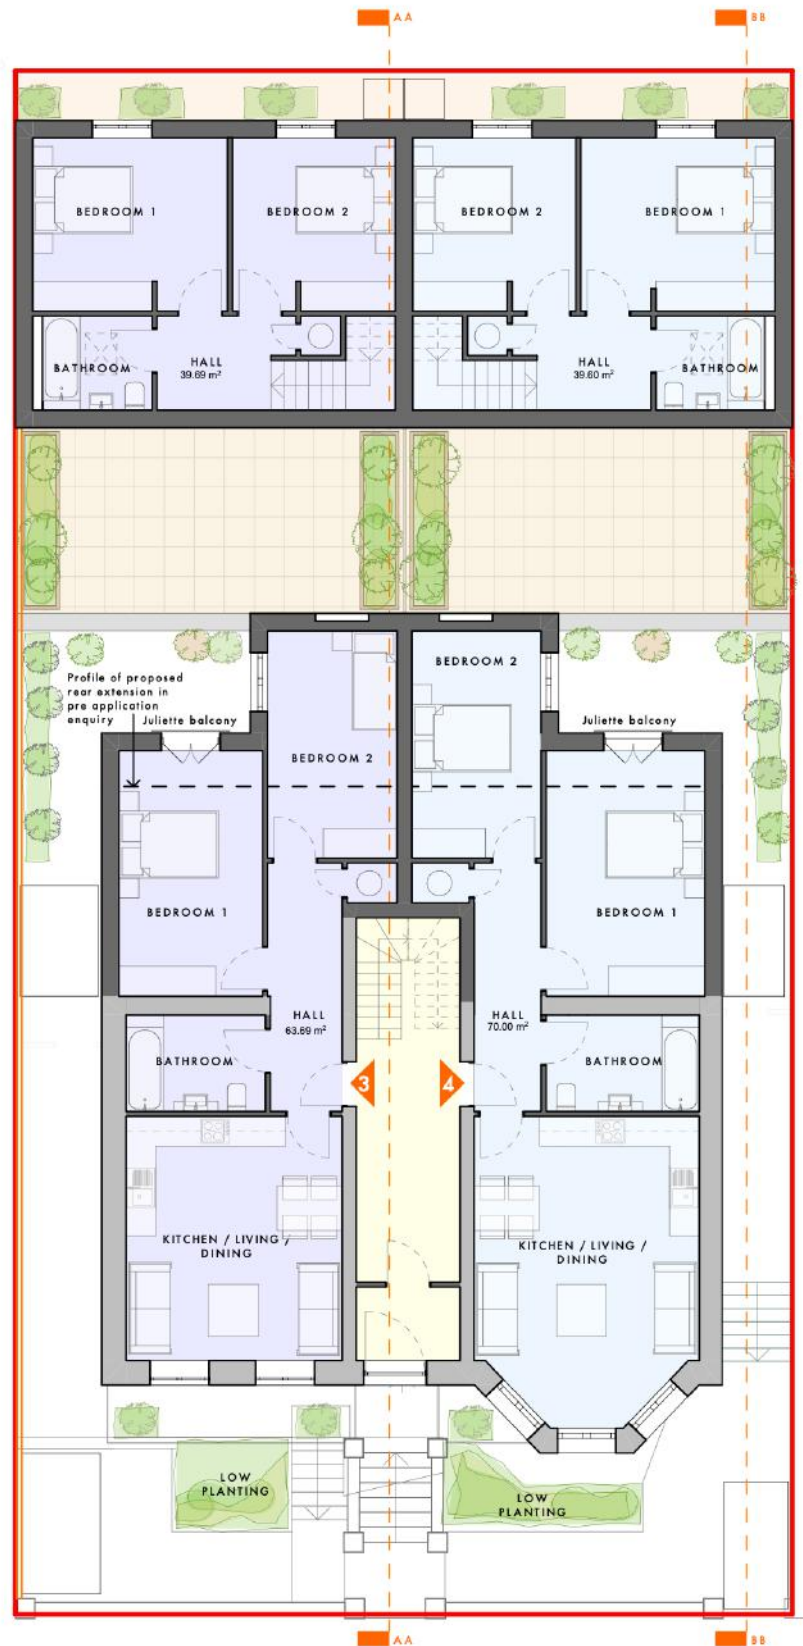 AA
BB
BEDROOM 1
BEDROOM 2
BEDROOM 2
BEDROOM 1
BATHROOM
HALL
39.69 m²
HALL
39.60 m²
BATHROOM
Profile of proposed
rear extension in
pre application
enquiry
Juliette balcony
BEDROOM 2
Juliette balcony
BEDROOM 2
BEDROOM 1
BEDROOM 1
HALL
63.69 m²
HALL
70.00 m²
BATHROOM
BATHROOM
3
4
KITCHEN / LIVING /
DINING
KITCHEN / LIVING /
DINING
LOW
PLANTING
LOW
PLANTING
AA
BB